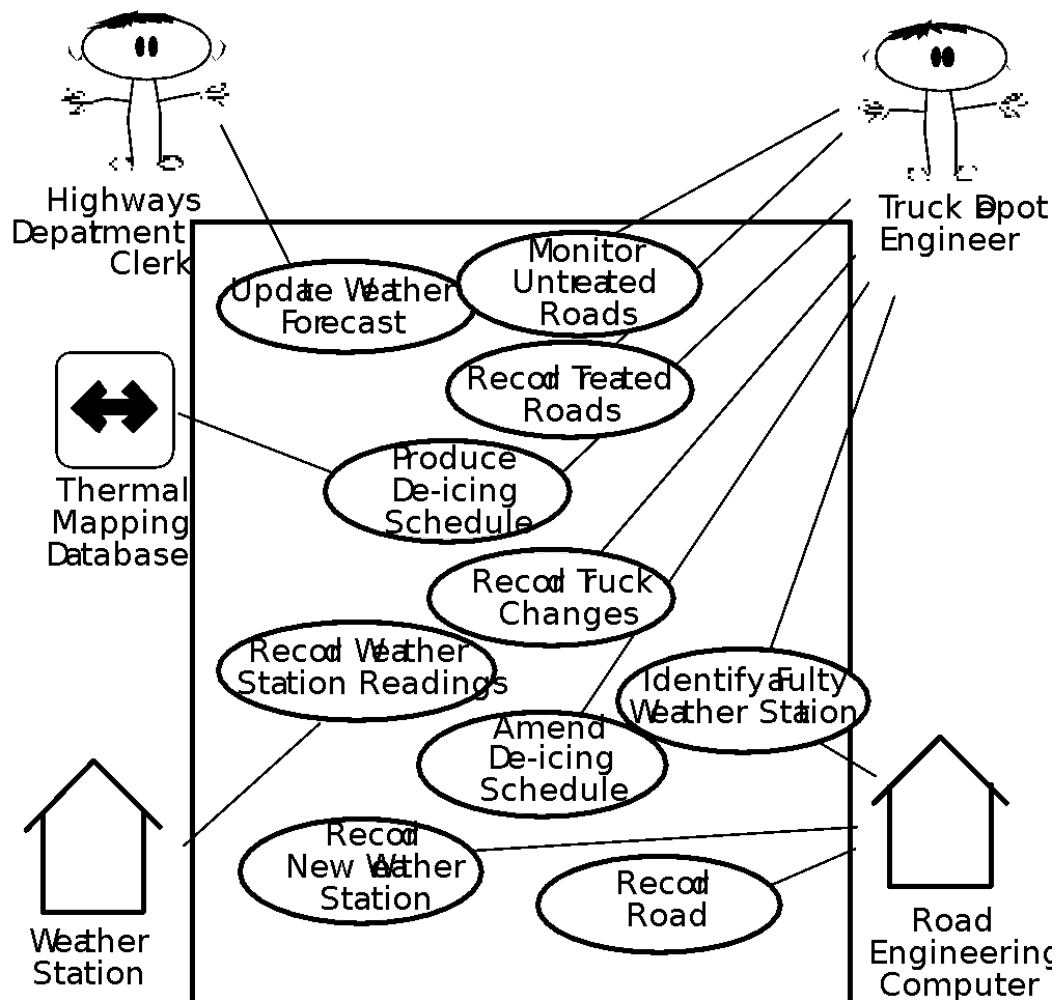 Highways
Department
Clerk
Truck Depot
Engineer
Monitor
Untreated
Roads
Update Weather
Forecast
Record Treated
Roads
Produce
De-icing
Schedule
Thermal
Mapping
Database
Record Truck
Changes
Record Weather
Station Readings
Identify a Fulty
Weather Station
Amend
De-icing
Schedule
Record
New Weather
Station
Record
Road
Weather
Station
Road
Engineering
Computer